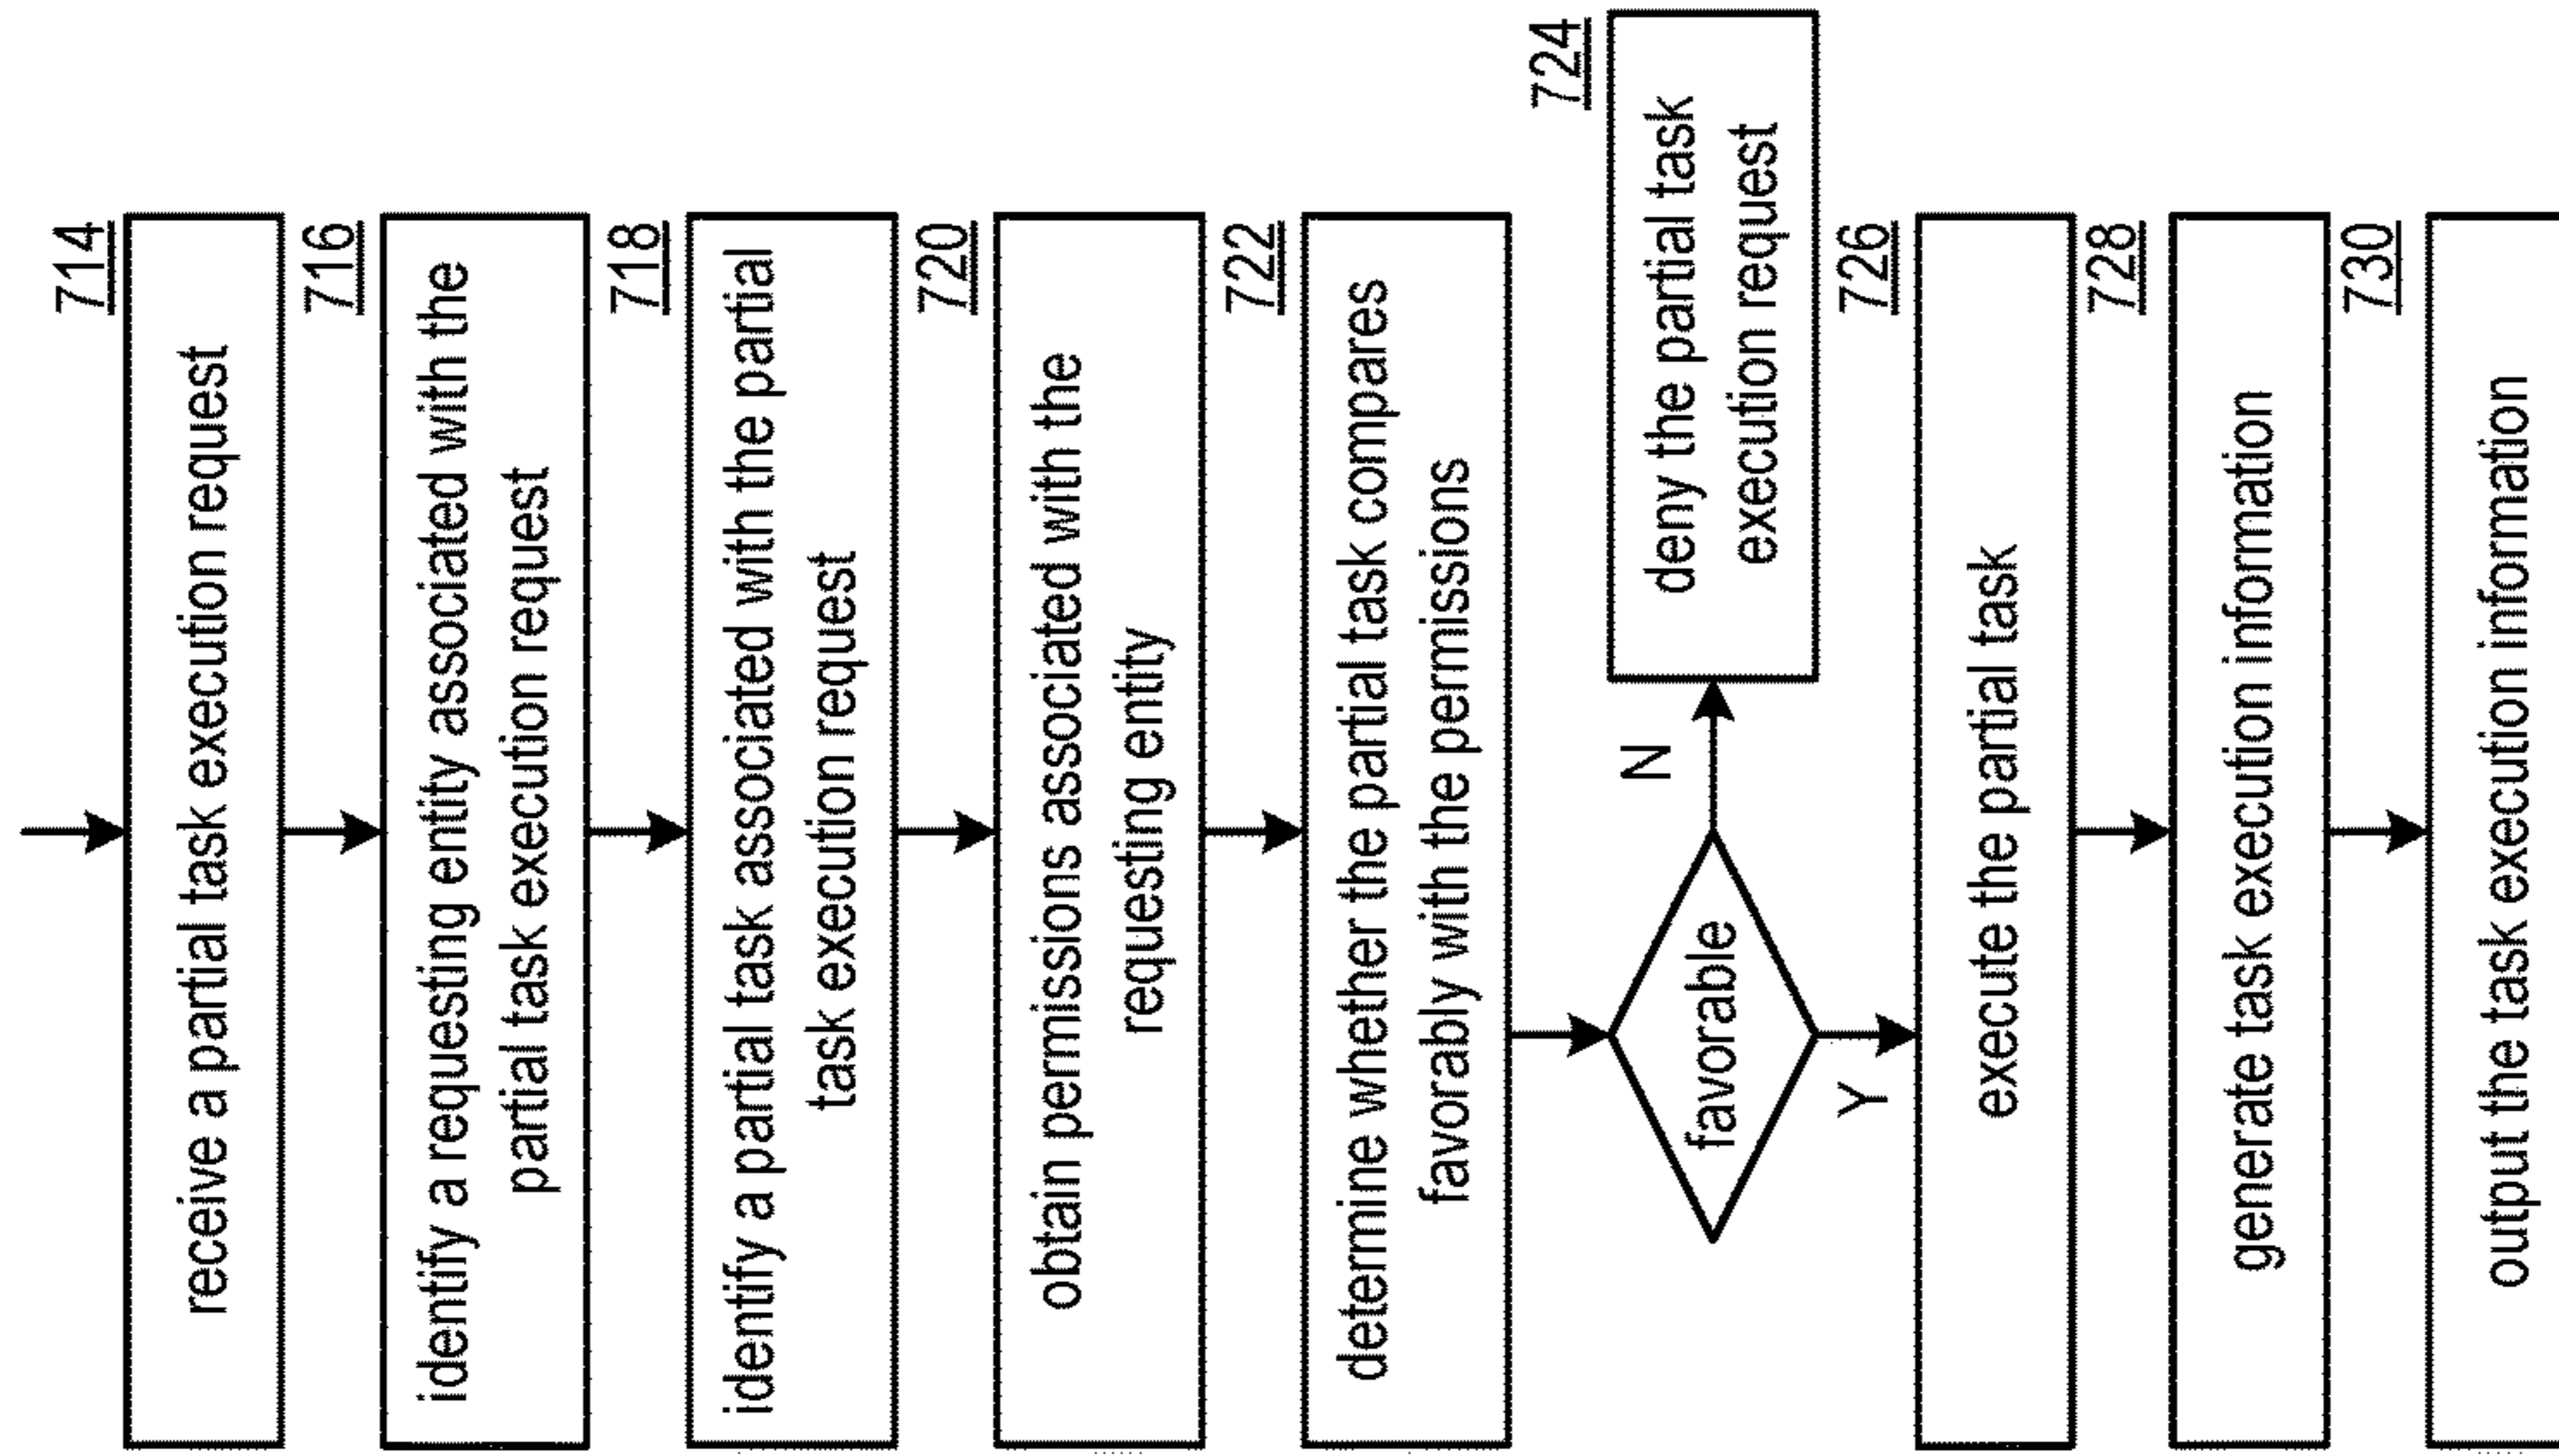 714
receive a partial task execution request
716
identify a requesting entity associated with the
partial task execution request
718
identify a partial task associated with the partial
task execution request
720
obtain permissions associated with the
requesting entity
722
determine whether the partial task compares
favorably with the permissions
favorable
N
724
deny the partial task
execution request
Y
726
execute the partial task
728
generate task execution information
730
output the task execution information